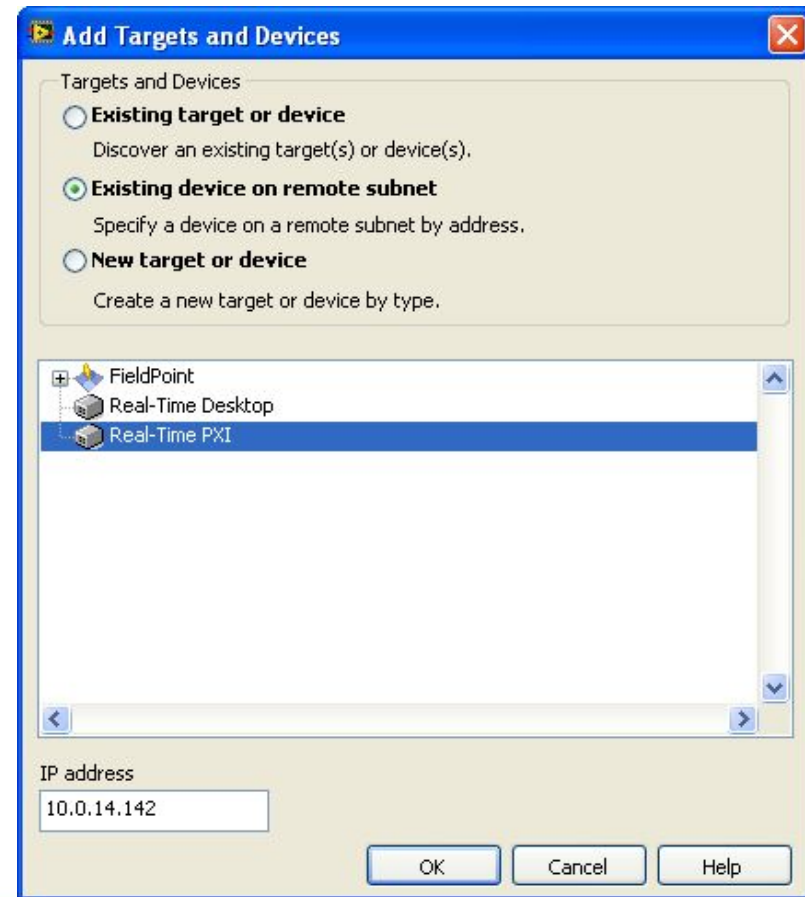 Add Targets and Devices
Targets and Devices
Existing target or device
Discover an existing target(s) or device(s).
Existing device on remote subnet
Specify a device on a remote subnet by address.
New target or device
Create a new target or device by type.
FieldPoint
Real-Time Desktop
Real-Time PXI
IP address
10.0.14.142
OK Cancel Help